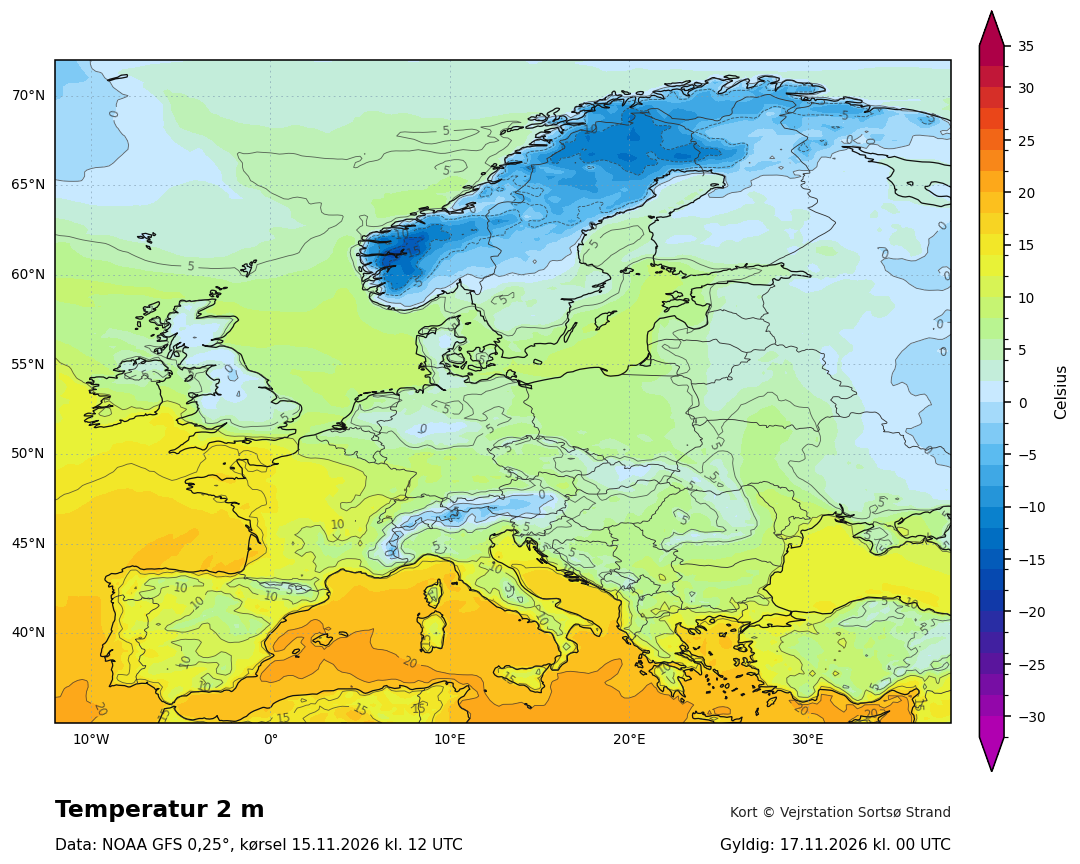 70°N
65°N
60°N
55°N
50°N
45°N
40°N
10°W
0°
10°E
20°E
30°E
35
30
25
20
15
10
5
0
−5
−10
−15
−20
−25
−30
Celsius
Temperatur 2 m
Kort © Vejrstation Sortsø Strand
Data: NOAA GFS 0,25°, kørsel 15.11.2026 kl. 12 UTC
Gyldig: 17.11.2026 kl. 00 UTC